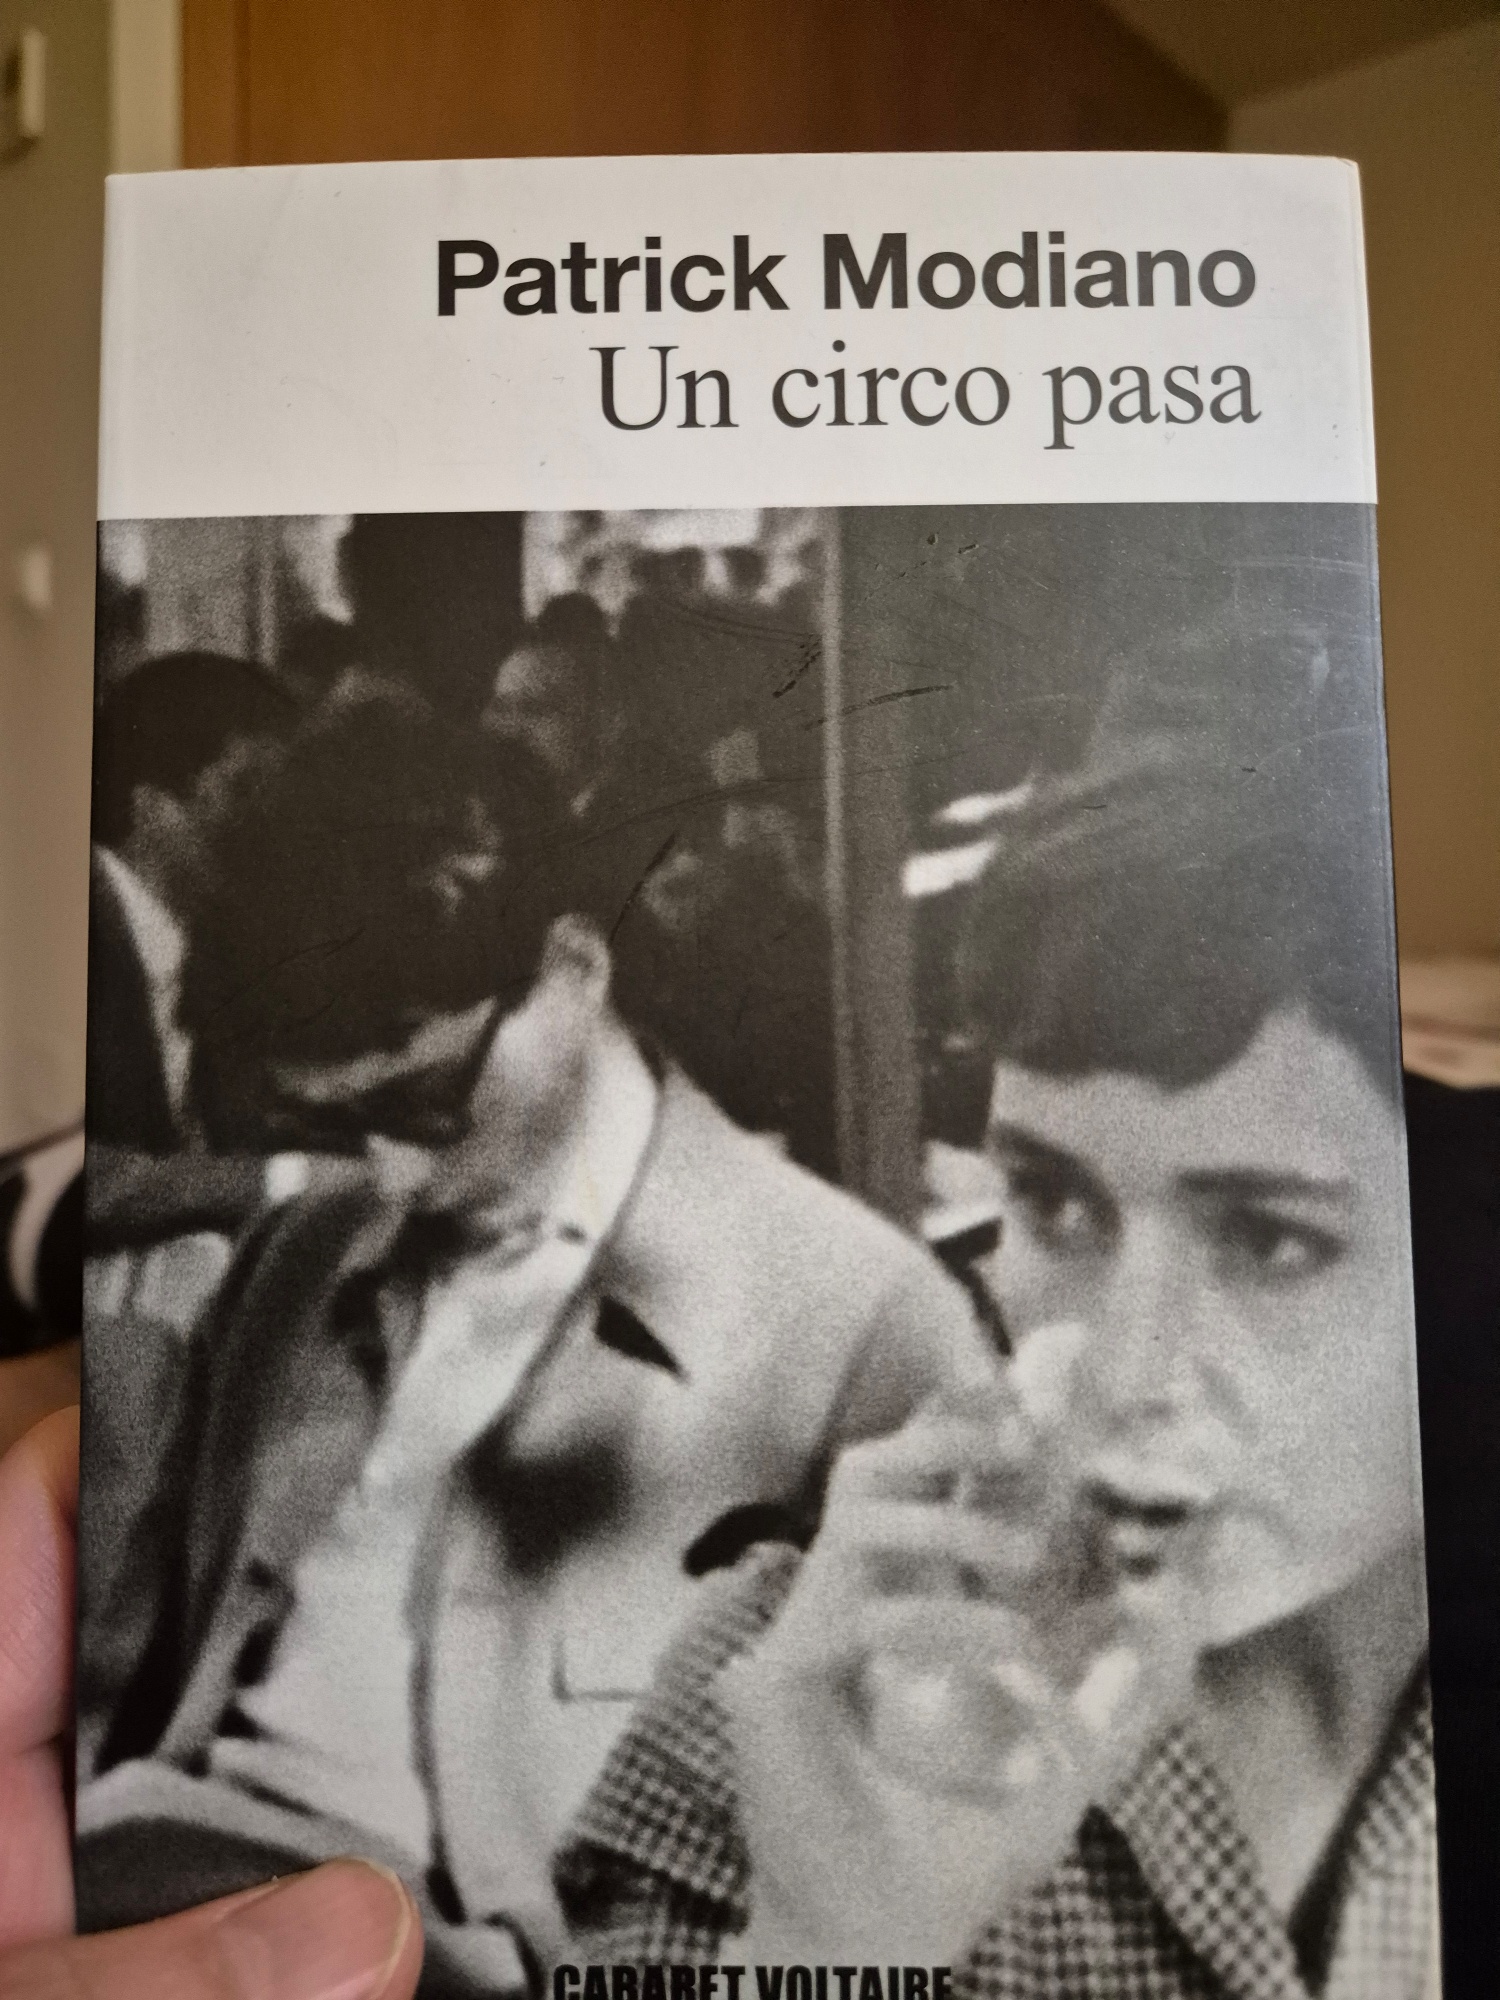 Patrick Modiano
Un circo pasa
CABARET VOLTAIRE